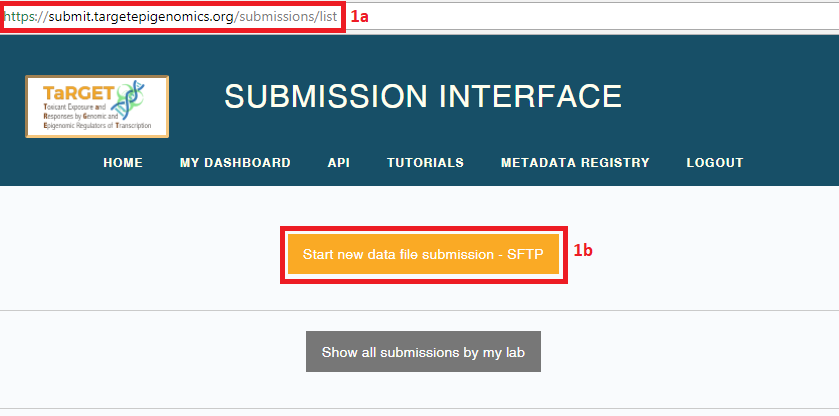 https://submit.targetepigenomics.org/submissions/list 1a
TaRGET
Toxicant Exposure and
Responses by Genomic and
Epigenomic Regulators of Transcription
SUBMISSION INTERFACE
HOME MY DASHBOARD API TUTORIALS METADATA REGISTRY LOGOUT
Start new data file submission - SFTP 1b
Show all submissions by my lab